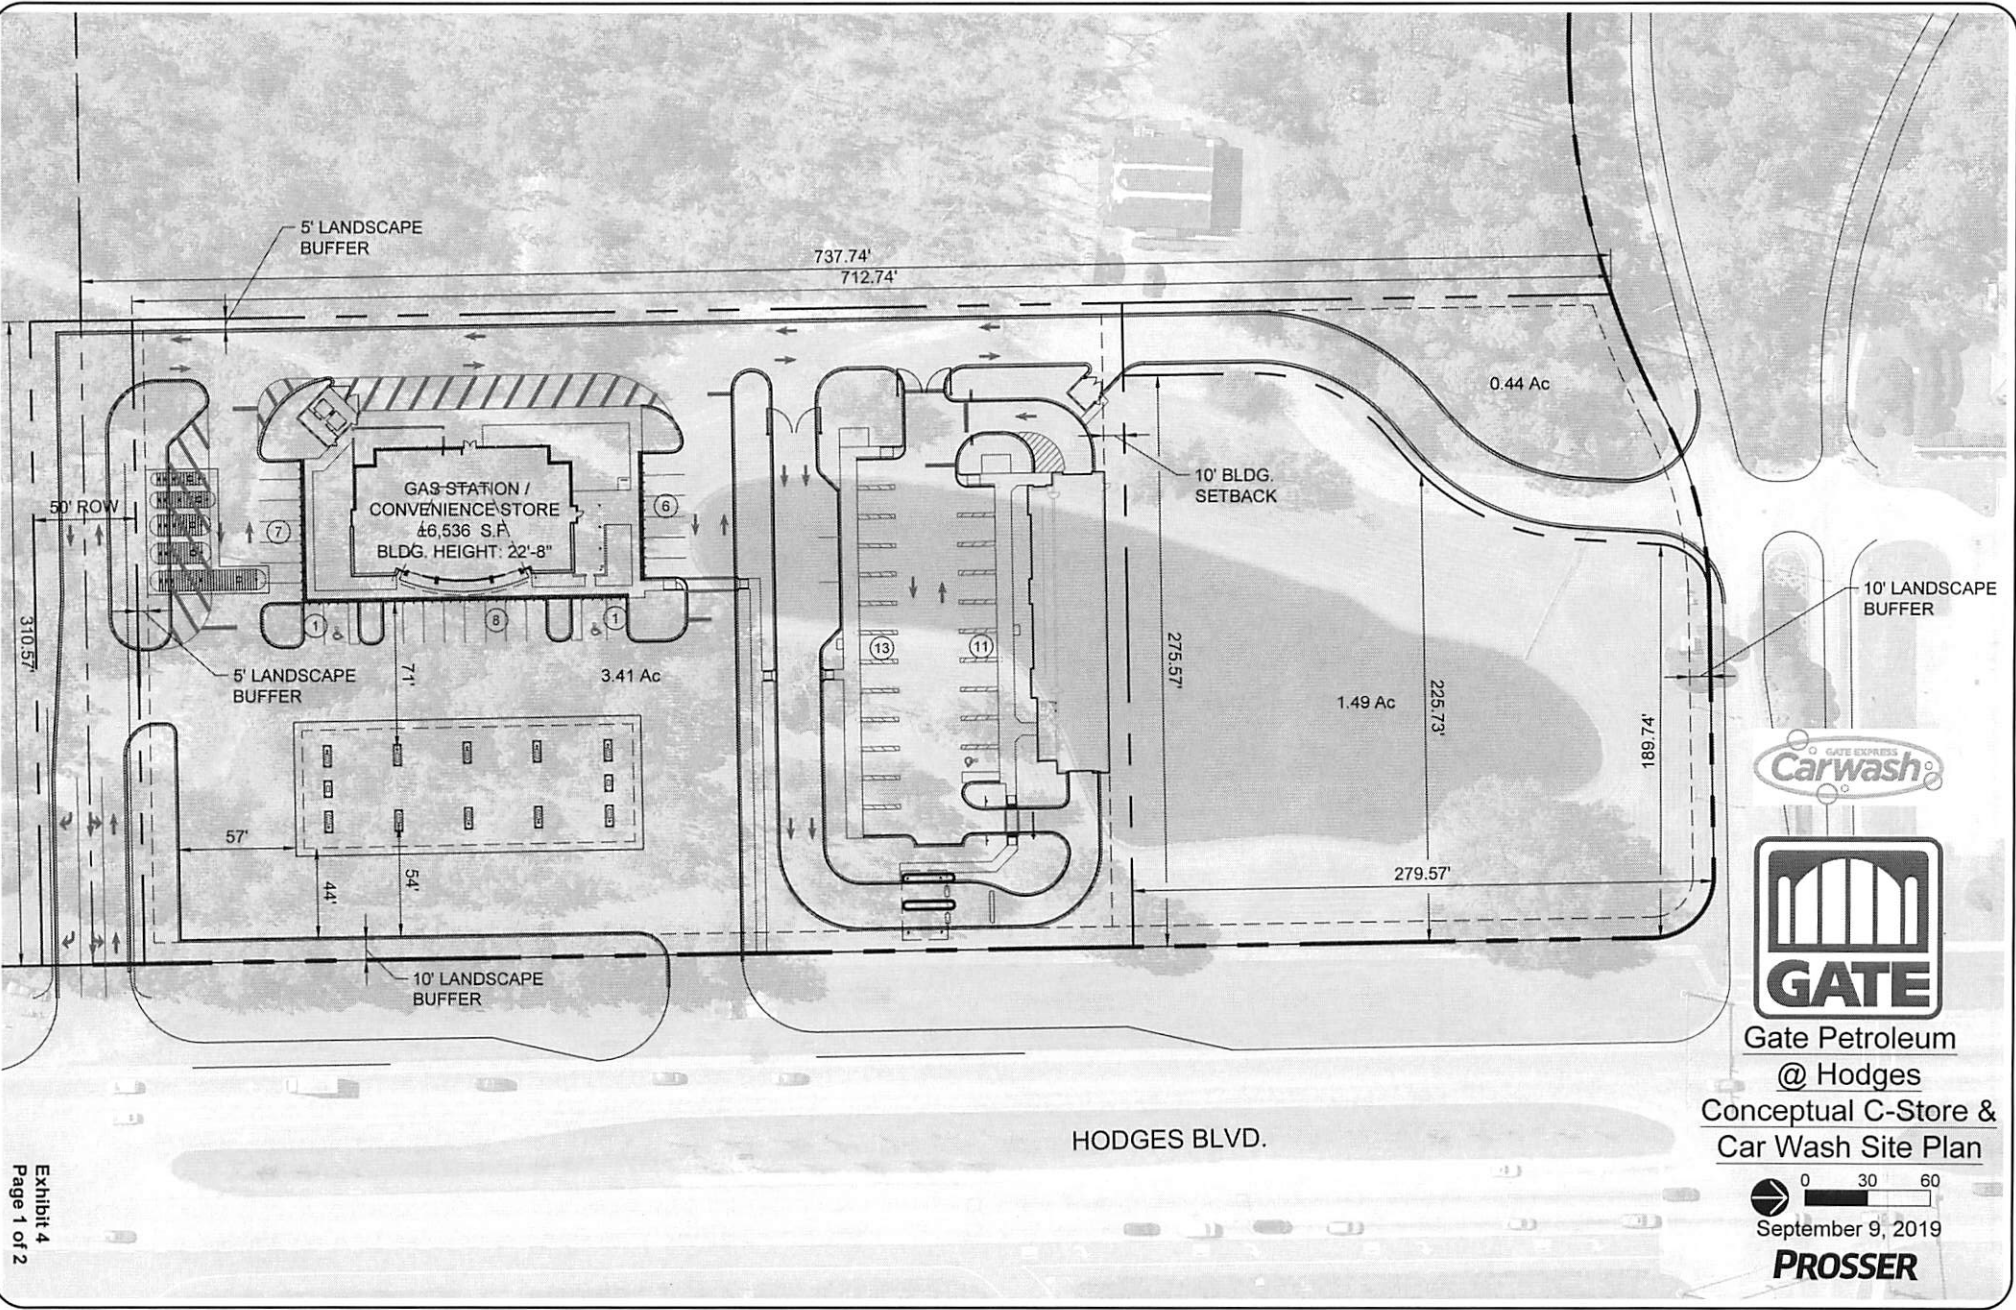 5' LANDSCAPE
BUFFER
737.74'
712.74'
0.44 Ac
10' BLDG.
SETBACK
50' ROW
GAS STATION /
CONVENIENCE STORE
±6,536 S.F.
BLDG. HEIGHT: 22'-8"
7
6
1
8
1
13
11
310.57'
5' LANDSCAPE
BUFFER
71'
3.41 Ac
275.57'
1.49 Ac
225.73'
189.74'
10' LANDSCAPE
BUFFER
57'
44'
54'
279.57'
10' LANDSCAPE
BUFFER
HODGES BLVD.
GATE EXPRESS
Carwash
GATE
Gate Petroleum
@ Hodges
Conceptual C-Store &
Car Wash Site Plan
0 30 60
September 9, 2019
PROSSER
Exhibit 4
Page 1 of 2